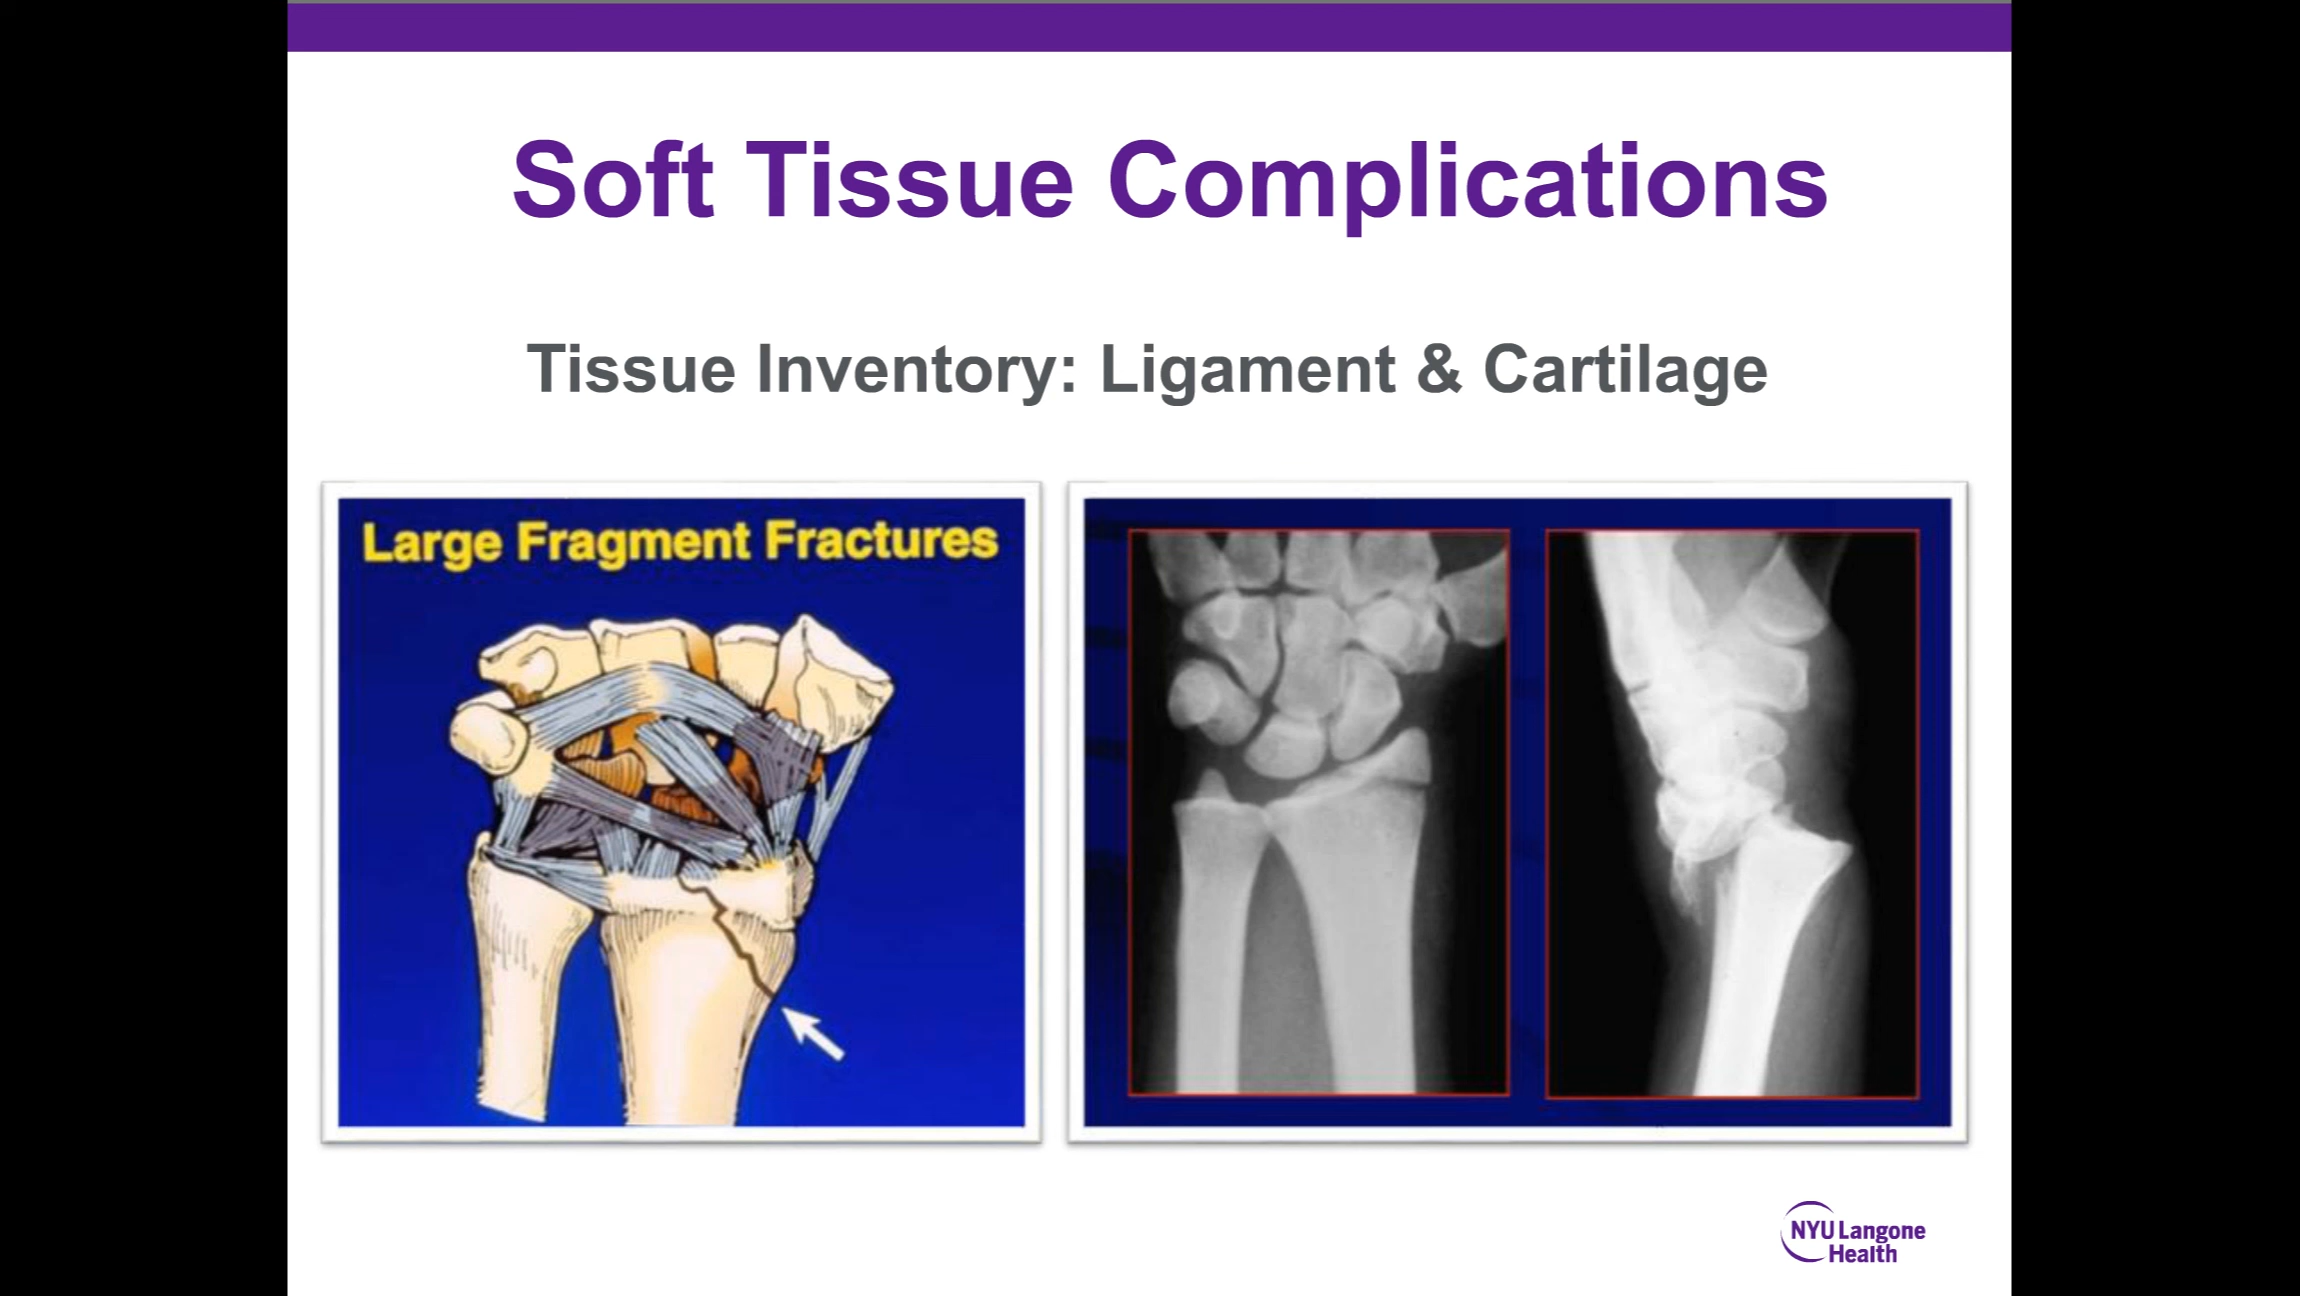 Soft Tissue Complications
Tissue Inventory: Ligament & Cartilage
Large Fragment Fractures
NYU Langone
Health